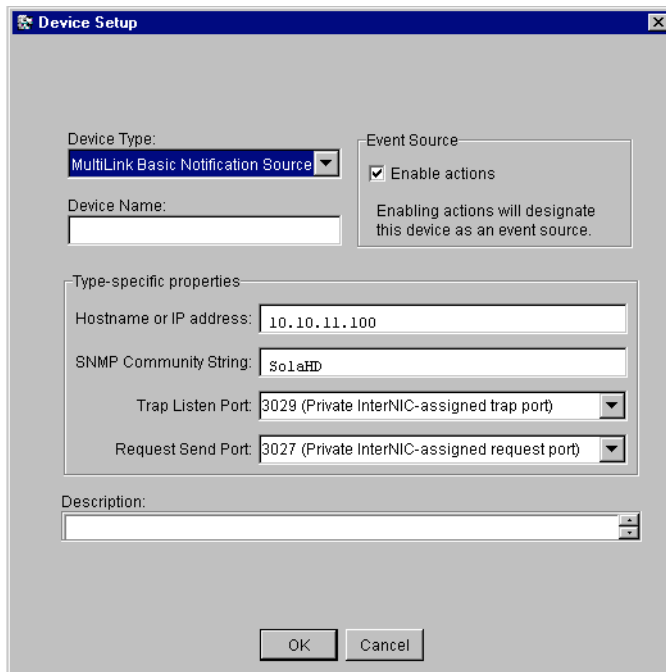 Device Setup
Device Type:
MultiLink Basic Notification Source
Device Name:
Event Source
Enable actions
Enabling actions will designate
this device as an event source.
Type-specific properties
Hostname or IP address:
10.10.11.100
SNMP Community String:
SolaHD
Trap Listen Port:
3029 (Private InterNIC-assigned trap port)
Request Send Port:
3027 (Private InterNIC-assigned request port)
Description:
OK
Cancel